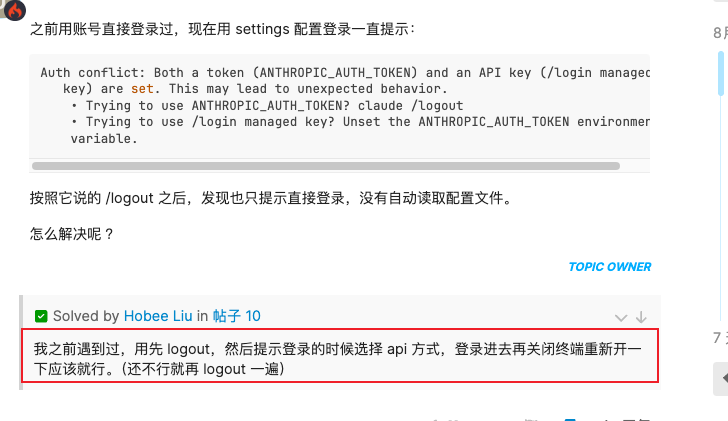 之前用账号直接登录过，现在用 settings 配置登录一直提示：
8月
Auth conflict: Both a token (ANTHROPIC_AUTH_TOKEN) and an API key (/login managed
key) are set. This may lead to unexpected behavior.
• Trying to use ANTHROPIC_AUTH_TOKEN? claude /logout
• Trying to use /login managed key? Unset the ANTHROPIC_AUTH_TOKEN environmen
variable.
按照它说的 /logout 之后，发现也只提示直接登录，没有自动读取配置文件。
怎么解决呢？
TOPIC OWNER
Solved by Hobee Liu in 帖子 10
7
我之前遇到过，用先 logout，然后提示登录的时候选择 api 方式，登录进去再关闭终端重新开一
下应该就行。（还不行就再 logout 一遍）